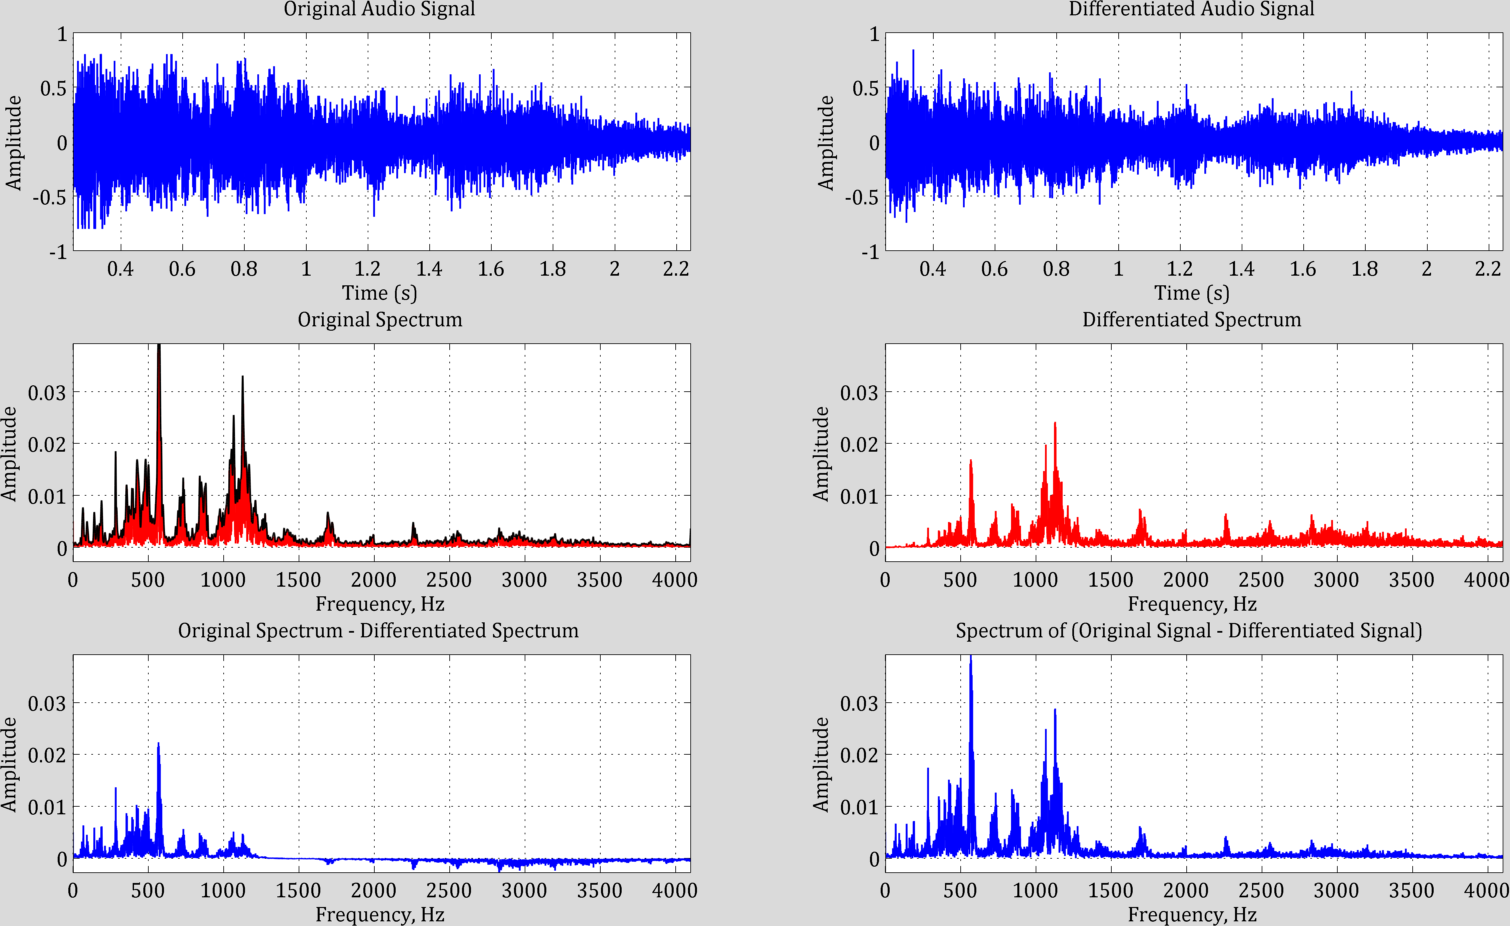 Original Audio Signal
1
0.5
0
-0.5
-1
Amplitude
0.4 0.6 0.8 1 1.2 1.4 1.6 1.8 2 2.2
Time (s)
Differentiated Audio Signal
1
0.5
0
-0.5
-1
Amplitude
0.4 0.6 0.8 1 1.2 1.4 1.6 1.8 2 2.2
Time (s)
Original Spectrum
0.03
0.02
0.01
0
Amplitude
0 500 1000 1500 2000 2500 3000 3500 4000
Frequency, Hz
Differentiated Spectrum
0.03
0.02
0.01
0
Amplitude
0 500 1000 1500 2000 2500 3000 3500 4000
Frequency, Hz
Original Spectrum - Differentiated Spectrum
0.03
0.02
0.01
0
Amplitude
0 500 1000 1500 2000 2500 3000 3500 4000
Frequency, Hz
Spectrum of (Original Signal - Differentiated Signal)
0.03
0.02
0.01
0
Amplitude
0 500 1000 1500 2000 2500 3000 3500 4000
Frequency, Hz